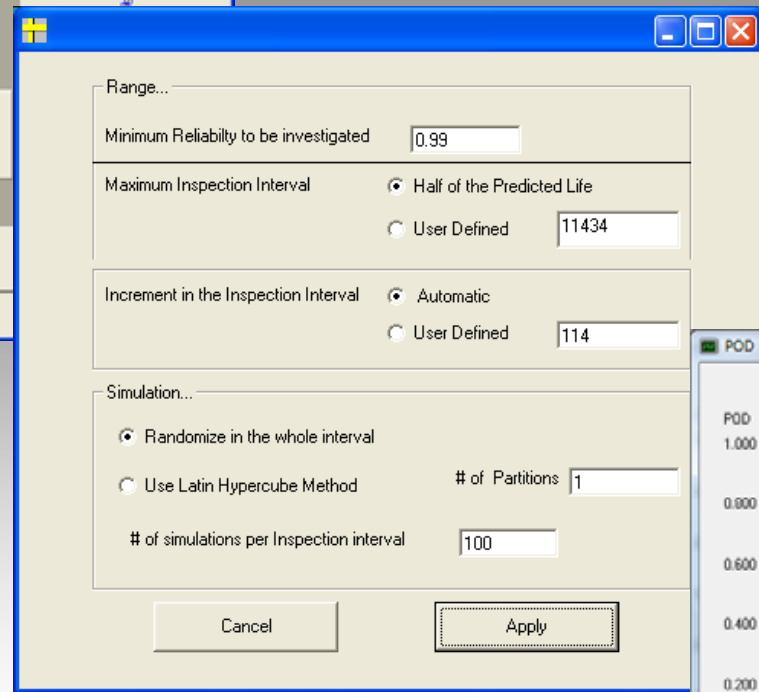 Range...
Minimum Reliabilty to be investigated 0.99
Maximum Inspection Interval Half of the Predicted Life
User Defined 11434
Increment in the Inspection Interval Automatic
User Defined 114
Simulation...
Randomize in the whole interval
Use Latin Hypercube Method # of Partitions 1
# of simulations per Inspection interval 100
Cancel Apply
POD
POD
1.000
0.800
0.600
0.400
0.200